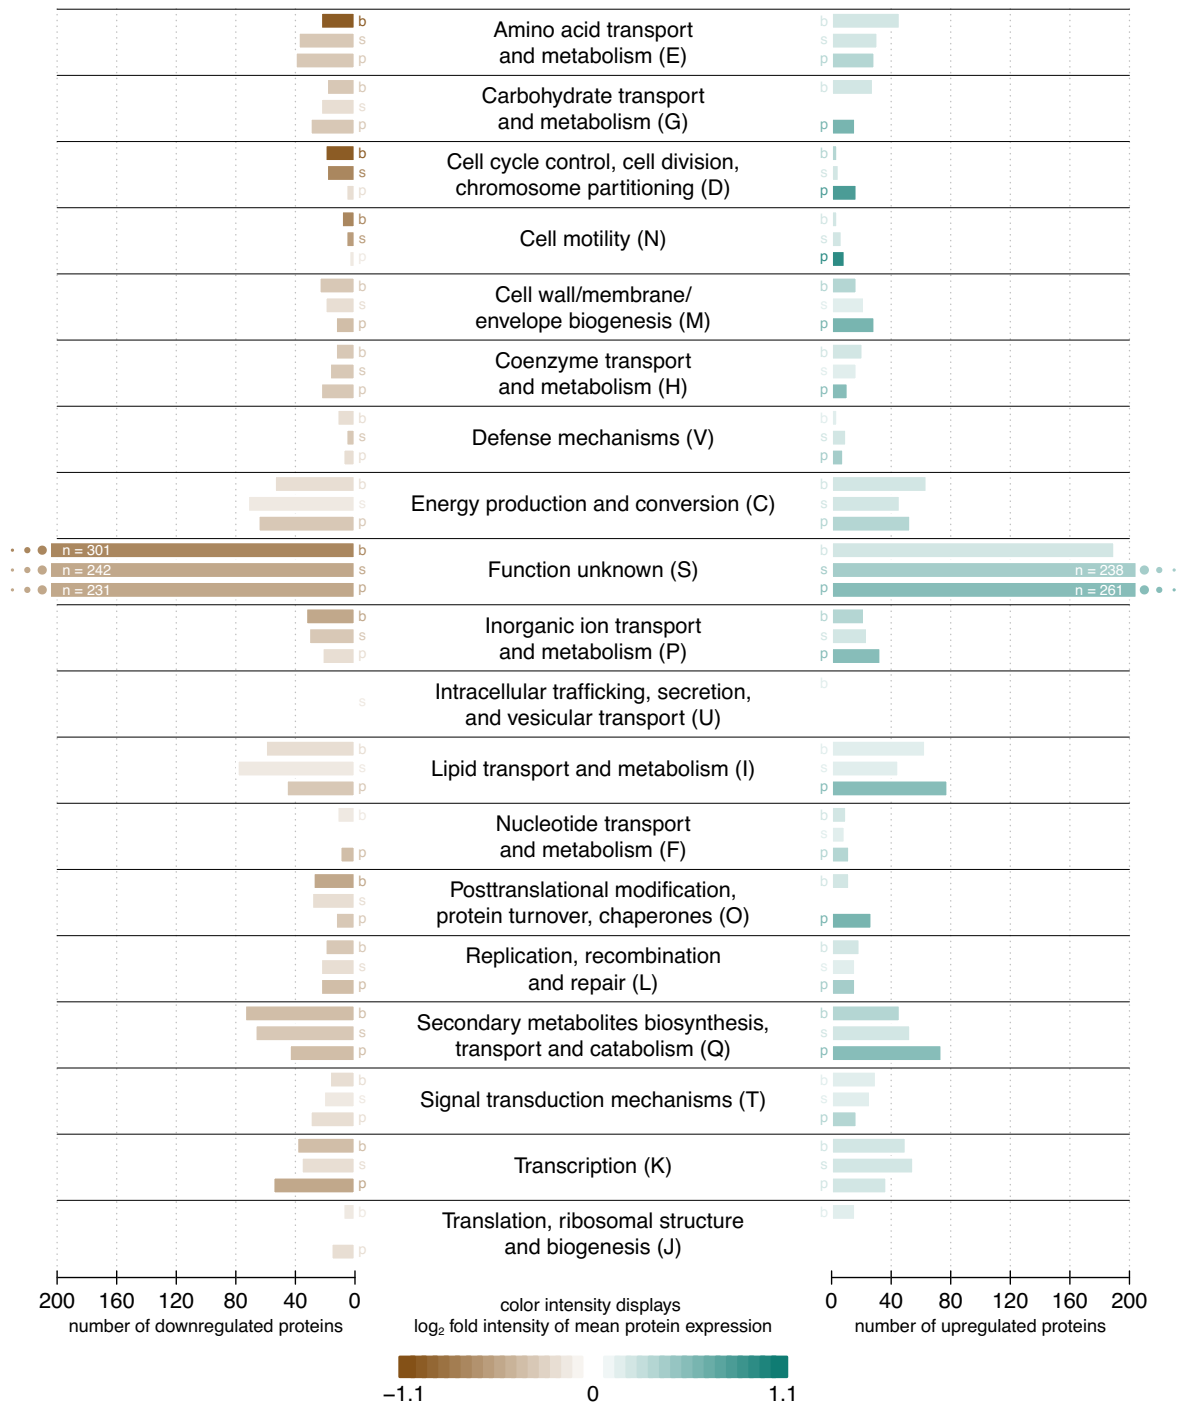 b b
s Amino acid transport s
p and metabolism (E) p
b b
s Carbohydrate transport
p and metabolism (G) p
b b
s Cell cycle control, cell division, s
p chromosome partitioning (D) p
b b
s Cell motility (N) s
p p
b b
s Cell wall/membrane/ s
p envelope biogenesis (M) p
b b
s Coenzyme transport s
p and metabolism (H) p
b b
s Defense mechanisms (V) s
p p
b b
s Energy production and conversion (C) s
p p
n = 301 b b
n = 242 s Function unknown (S) s n = 238
n = 231 p p n = 261
b b
s Inorganic ion transport s
p and metabolism (P) p
b
s Intracellular trafficking, secretion,
and vesicular transport (U)
b b
s Lipid transport and metabolism (I) s
p p
b b
Nucleotide transport s
p and metabolism (F) p
b b
s Posttranslational modification,
p protein turnover, chaperones (O) p
b b
s Replication, recombination s
p and repair (L) p
b b
s Secondary metabolites biosynthesis, s
p transport and catabolism (Q) p
b b
s Signal transduction mechanisms (T) s
p p
b b
s Transcription (K) s
p p
b b
Translation, ribosomal structure
p and biogenesis (J)
200 160 120 80 40 0
number of downregulated proteins
color intensity displays
log₂ fold intensity of mean protein expression
0 40 80 120 160 200
number of upregulated proteins
−1.1 0 1.1